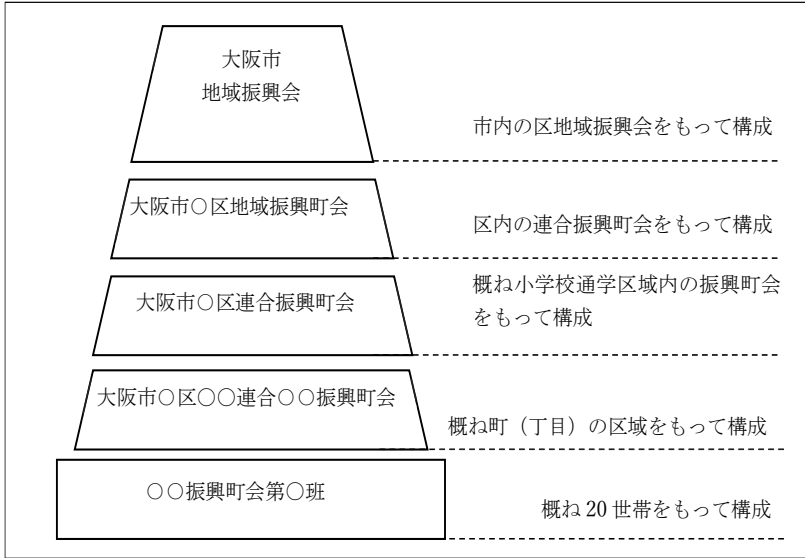 大阪市
地域振興会
市内の区地域振興会をもって構成
大阪市○区地域振興町会
区内の連合振興町会をもって構成
大阪市○区連合振興町会
概ね小学校通学区域内の振興町会
をもって構成
大阪市○区○○連合○○振興町会
概ね町（丁目）の区域をもって構成
○○振興町会第○班
概ね 20 世帯をもって構成